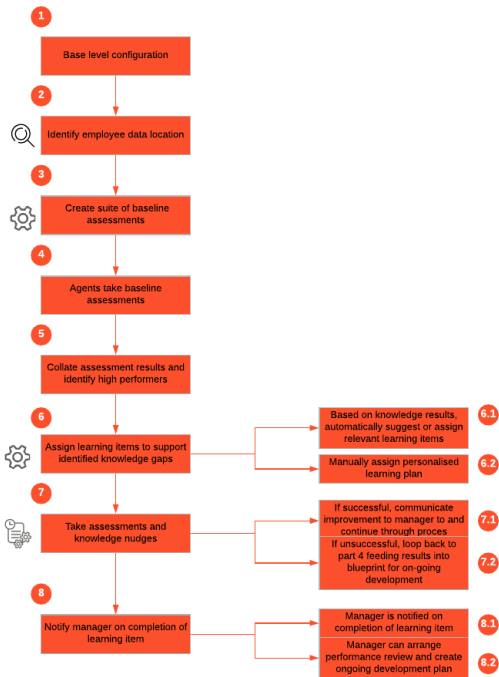 1
Base level configuration
2
Identify employee data location
3
Create suite of baseline
assessments
4
Agents take baseline
assessments
5
Collate assessment results and
identify high performers
6
Assign learning items to support
identified knowledge gaps
Based on knowledge results,
automatically suggest or assign
relevant learning items
6.1
Manually assign personalised
learning plan
6.2
7
Take assessments and
knowledge nudges
If successful, communicate
improvement to manager to and
continue through proces
7.1
If unsuccessful, loop back to
part 4 feeding results into
blueprint for on-going
development
7.2
8
Notify manager on completion of
learning item
Manager is notified on
completion of learning item
8.1
Manager can arrange
performance review and create
ongoing development plan
8.2